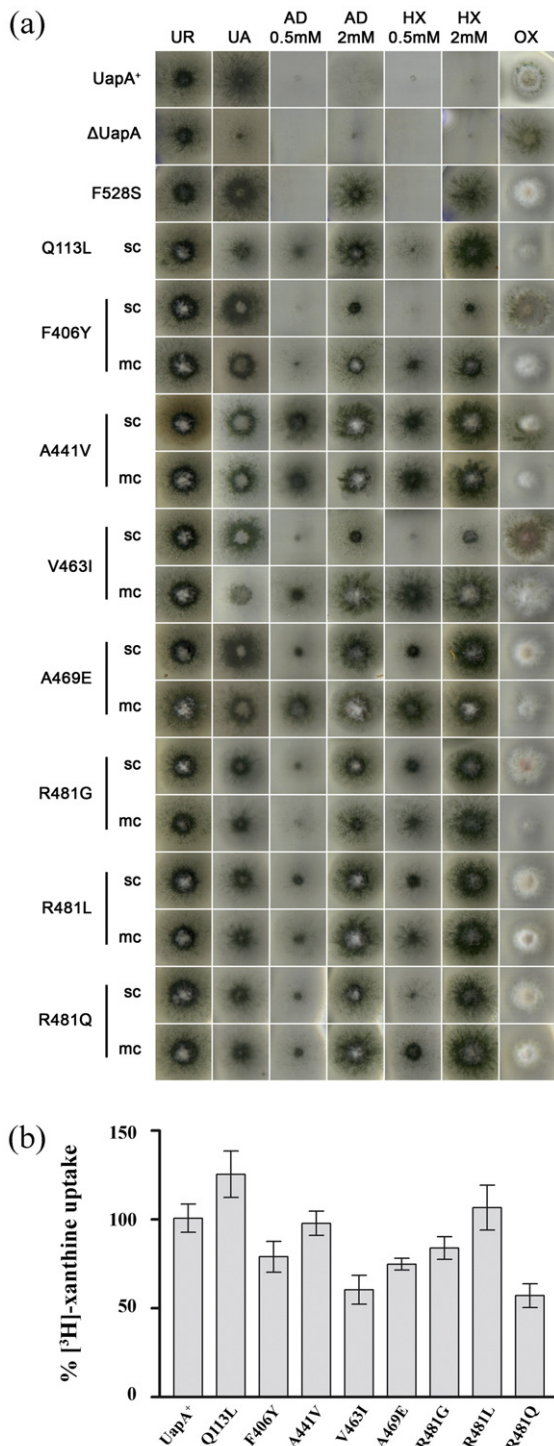 (a)
UR UA AD 0.5mM AD 2mM HX 0.5mM HX 2mM OX
UapA⁺
ΔUapA
F528S
Q113L sc
F406Y sc
mc
A441V sc
mc
V463I sc
mc
A469E sc
mc
R481G sc
mc
R481L sc
mc
R481Q sc
mc
(b)
% [³H]-xanthine uptake
150
100
50
0
UapA⁺ Q113L F406Y A441V V463I A469E R481G R481L R481Q